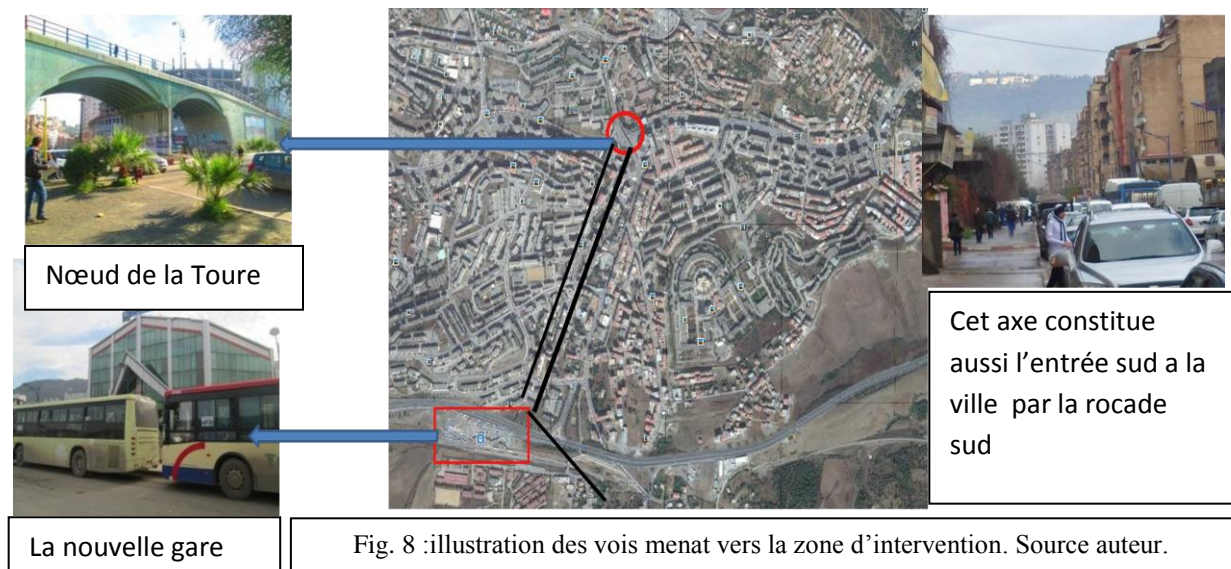 Nœud de la Toure
La nouvelle gare
Cet axe constitue
aussi l’entrée sud a la
ville par la rocade
sud
Fig. 8 :illustration des vois menat vers la zone d’intervention. Source auteur.